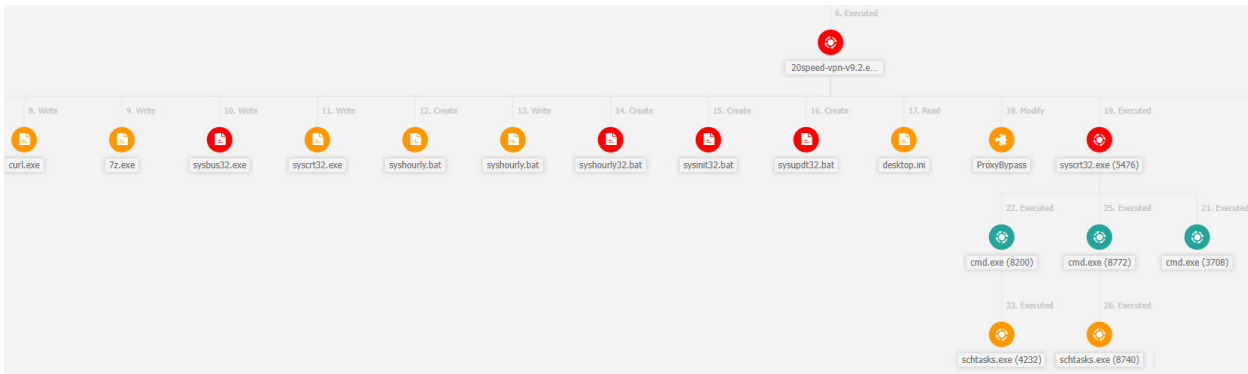 6. Executed
20speed-vpn-v9.2.e...
8. Write
9. Write
10. Write
11. Write
12. Create
13. Write
14. Create
15. Create
16. Create
17. Read
18. Modify
19. Executed
curl.exe
7z.exe
sysbus32.exe
syscrt32.exe
syshourly.bat
syshourly.bat
syshourly32.bat
sysinit32.bat
sysupdt32.bat
desktop.ini
ProxyBypass
syscrt32.exe (5476)
22. Executed
25. Executed
21. Executed
cmd.exe (8200)
cmd.exe (8772)
cmd.exe (3708)
23. Executed
26. Executed
schtasks.exe (4232)
schtasks.exe (8740)